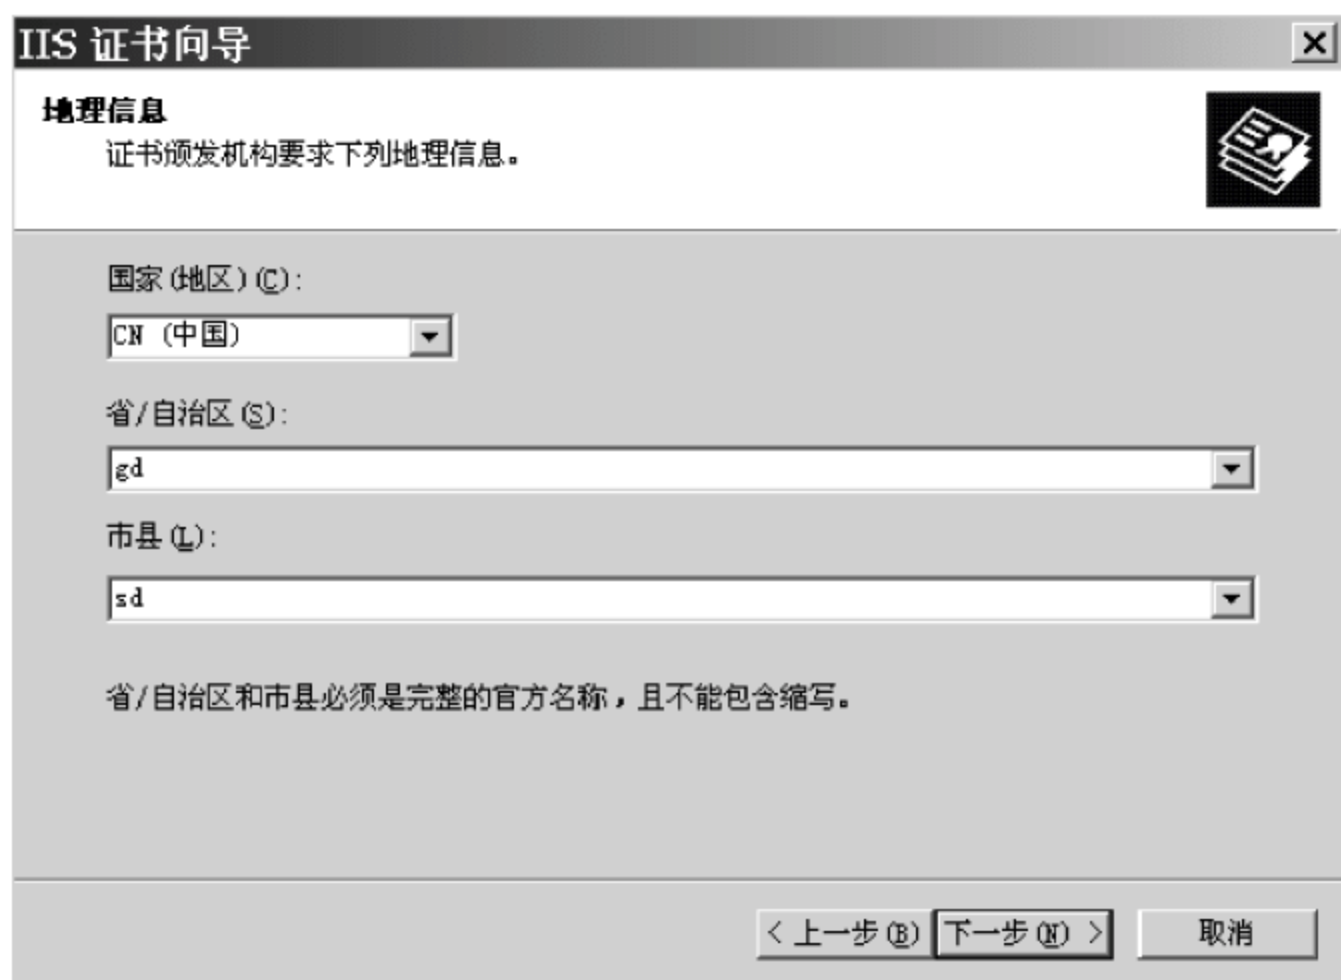 IIS 证书向导
地理信息
证书颁发机构要求下列地理信息。
国家(地区)(C):
CN (中国)
省/自治区(S):
gd
市县(L):
sd
省/自治区和市县必须是完整的官方名称，且不能包含缩写。
< 上一步(B) 下一步(N) > 取消